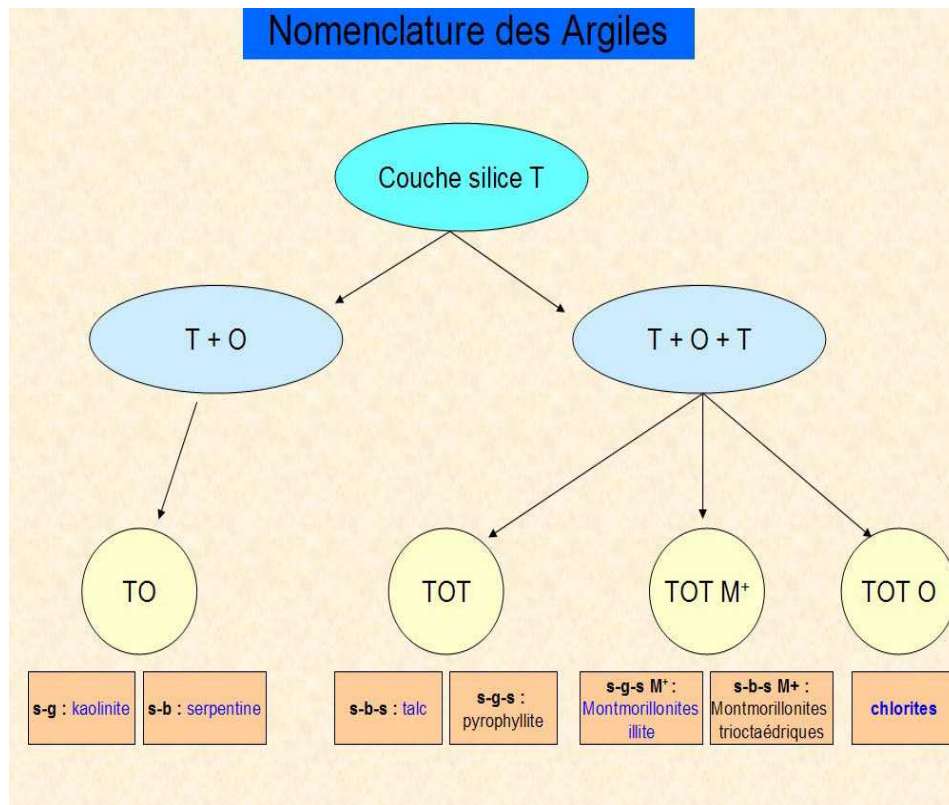 Nomenclature des Argiles
Couche silice T
T + O
T + O + T
TO
TOT
TOT M⁺
TOT O
s-g : kaolinite
s-b : serpentine
s-b-s : talc
s-g-s :
pyrophyllite
s-g-s M⁺ :
Montmorillonites
illite
s-b-s M+ :
Montmorillonites
trioctaédriques
chlorites